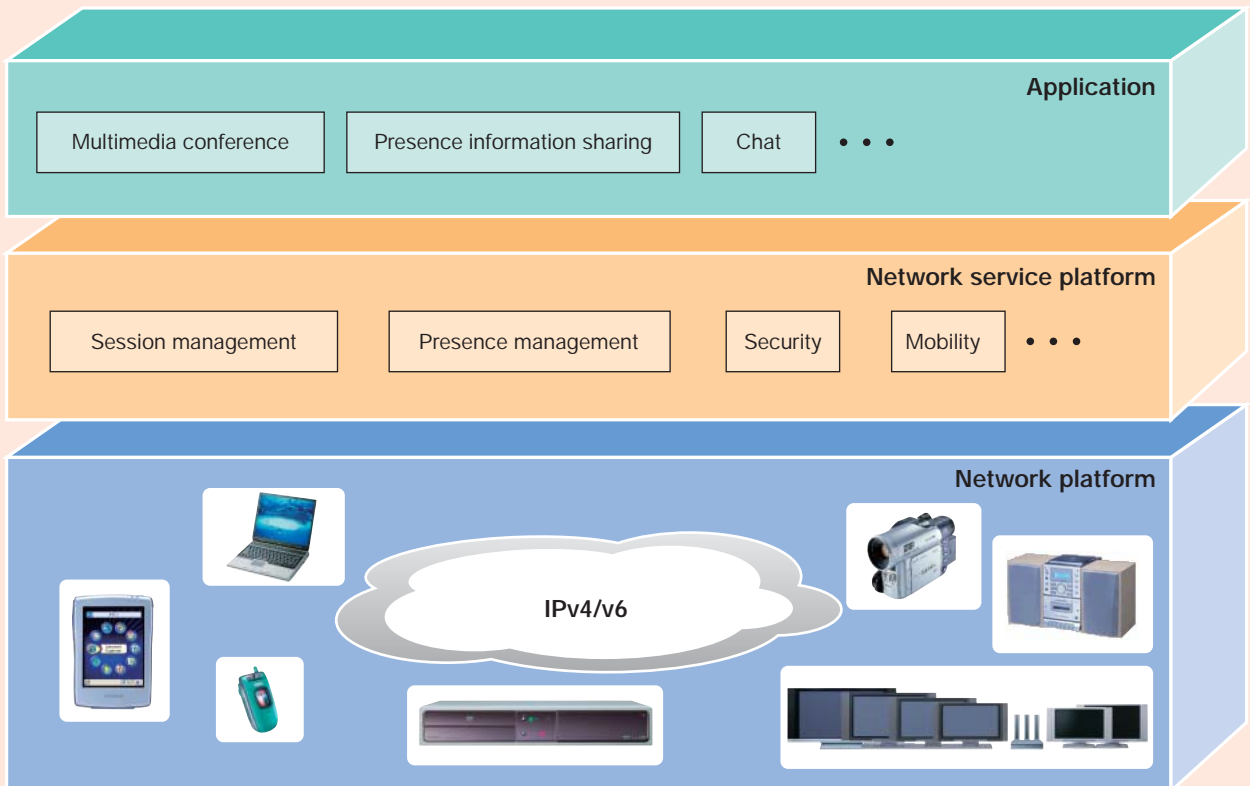 Application
Multimedia conference
Presence information sharing
Chat
• • •
Network service platform
Session management
Presence management
Security
Mobility
• • •
Network platform
IPv4/v6